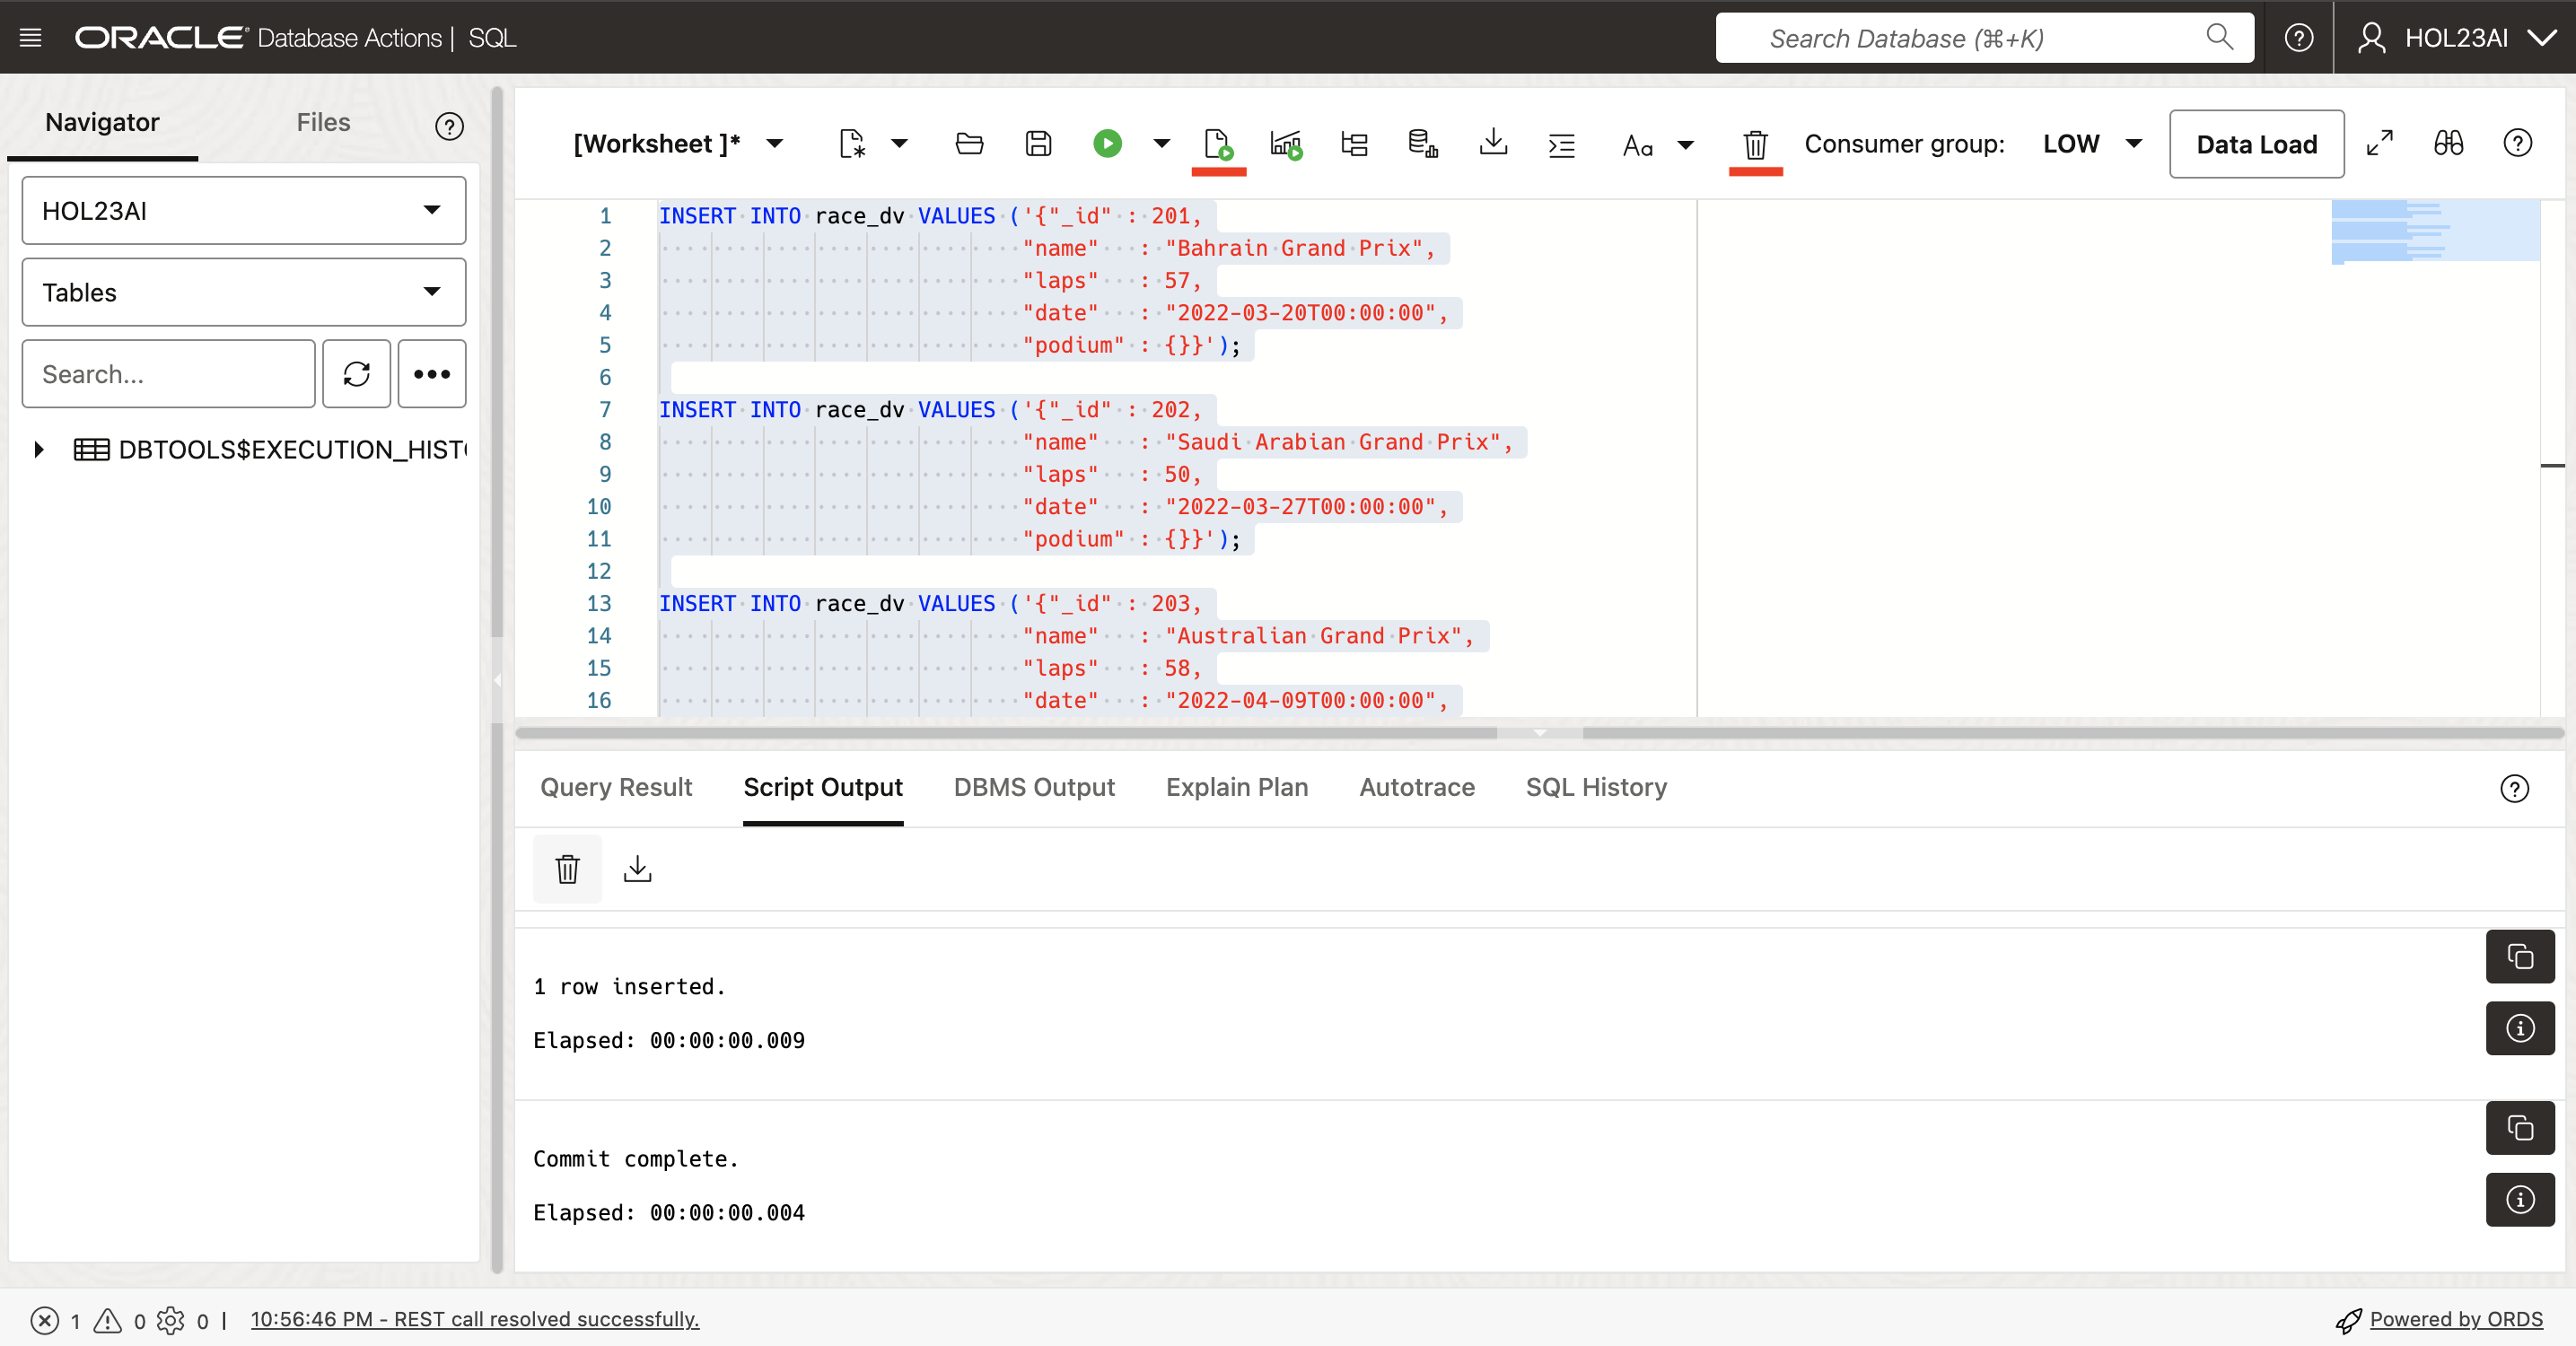 ORACLE Database Actions | SQL
Search Database (⌘+K)
HOL23AI
Navigator
Files
HOL23AI
Tables
Search...
DBTOOLS$EXECUTION_HIST
[Worksheet ]*
Aa
Consumer group:
LOW
Data Load
1 INSERT INTO race_dv VALUES ('{"_id" : 201,
2 "name" : "Bahrain Grand Prix",
3 "laps" : 57,
4 "date" : "2022-03-20T00:00:00",
5 "podium" : {}}');
6
7 INSERT INTO race_dv VALUES ('{"_id" : 202,
8 "name" : "Saudi Arabian Grand Prix",
9 "laps" : 50,
10 "date" : "2022-03-27T00:00:00",
11 "podium" : {}}');
12
13 INSERT INTO race_dv VALUES ('{"_id" : 203,
14 "name" : "Australian Grand Prix",
15 "laps" : 58,
16 "date" : "2022-04-09T00:00:00",
Query Result
Script Output
DBMS Output
Explain Plan
Autotrace
SQL History
1 row inserted.
Elapsed: 00:00:00.009
Commit complete.
Elapsed: 00:00:00.004
1 0 0 | 10:56:46 PM - REST call resolved successfully.
Powered by ORDS